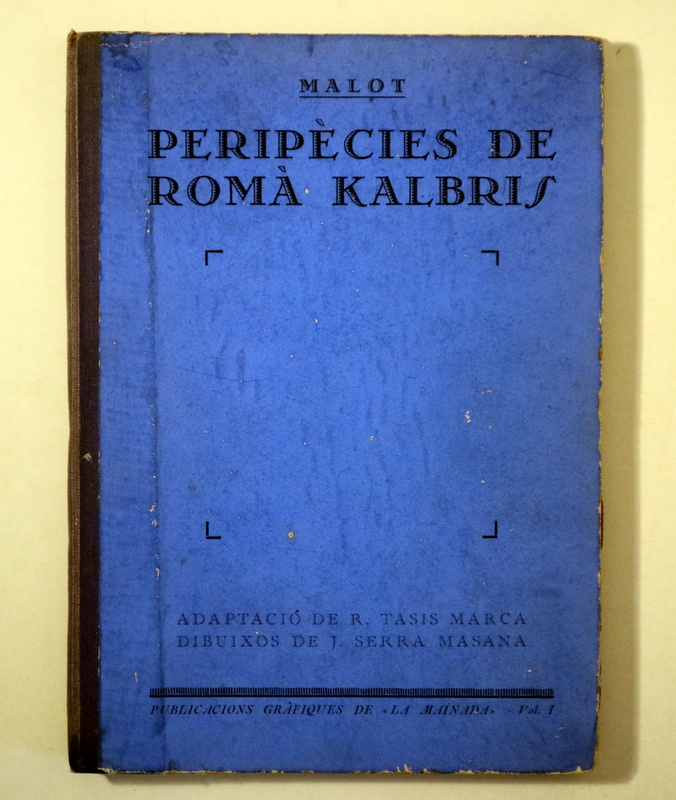 MALOT
PERIPÈCIES DE
ROMÀ KALBRIS
ADAPTACIÓ DE R. TASIS MARCA
DIBUIXOS DE J. SERRA MASANA
PUBLICACIONS GRÀFIQUES DE «LA MAINADA» - Vol. I